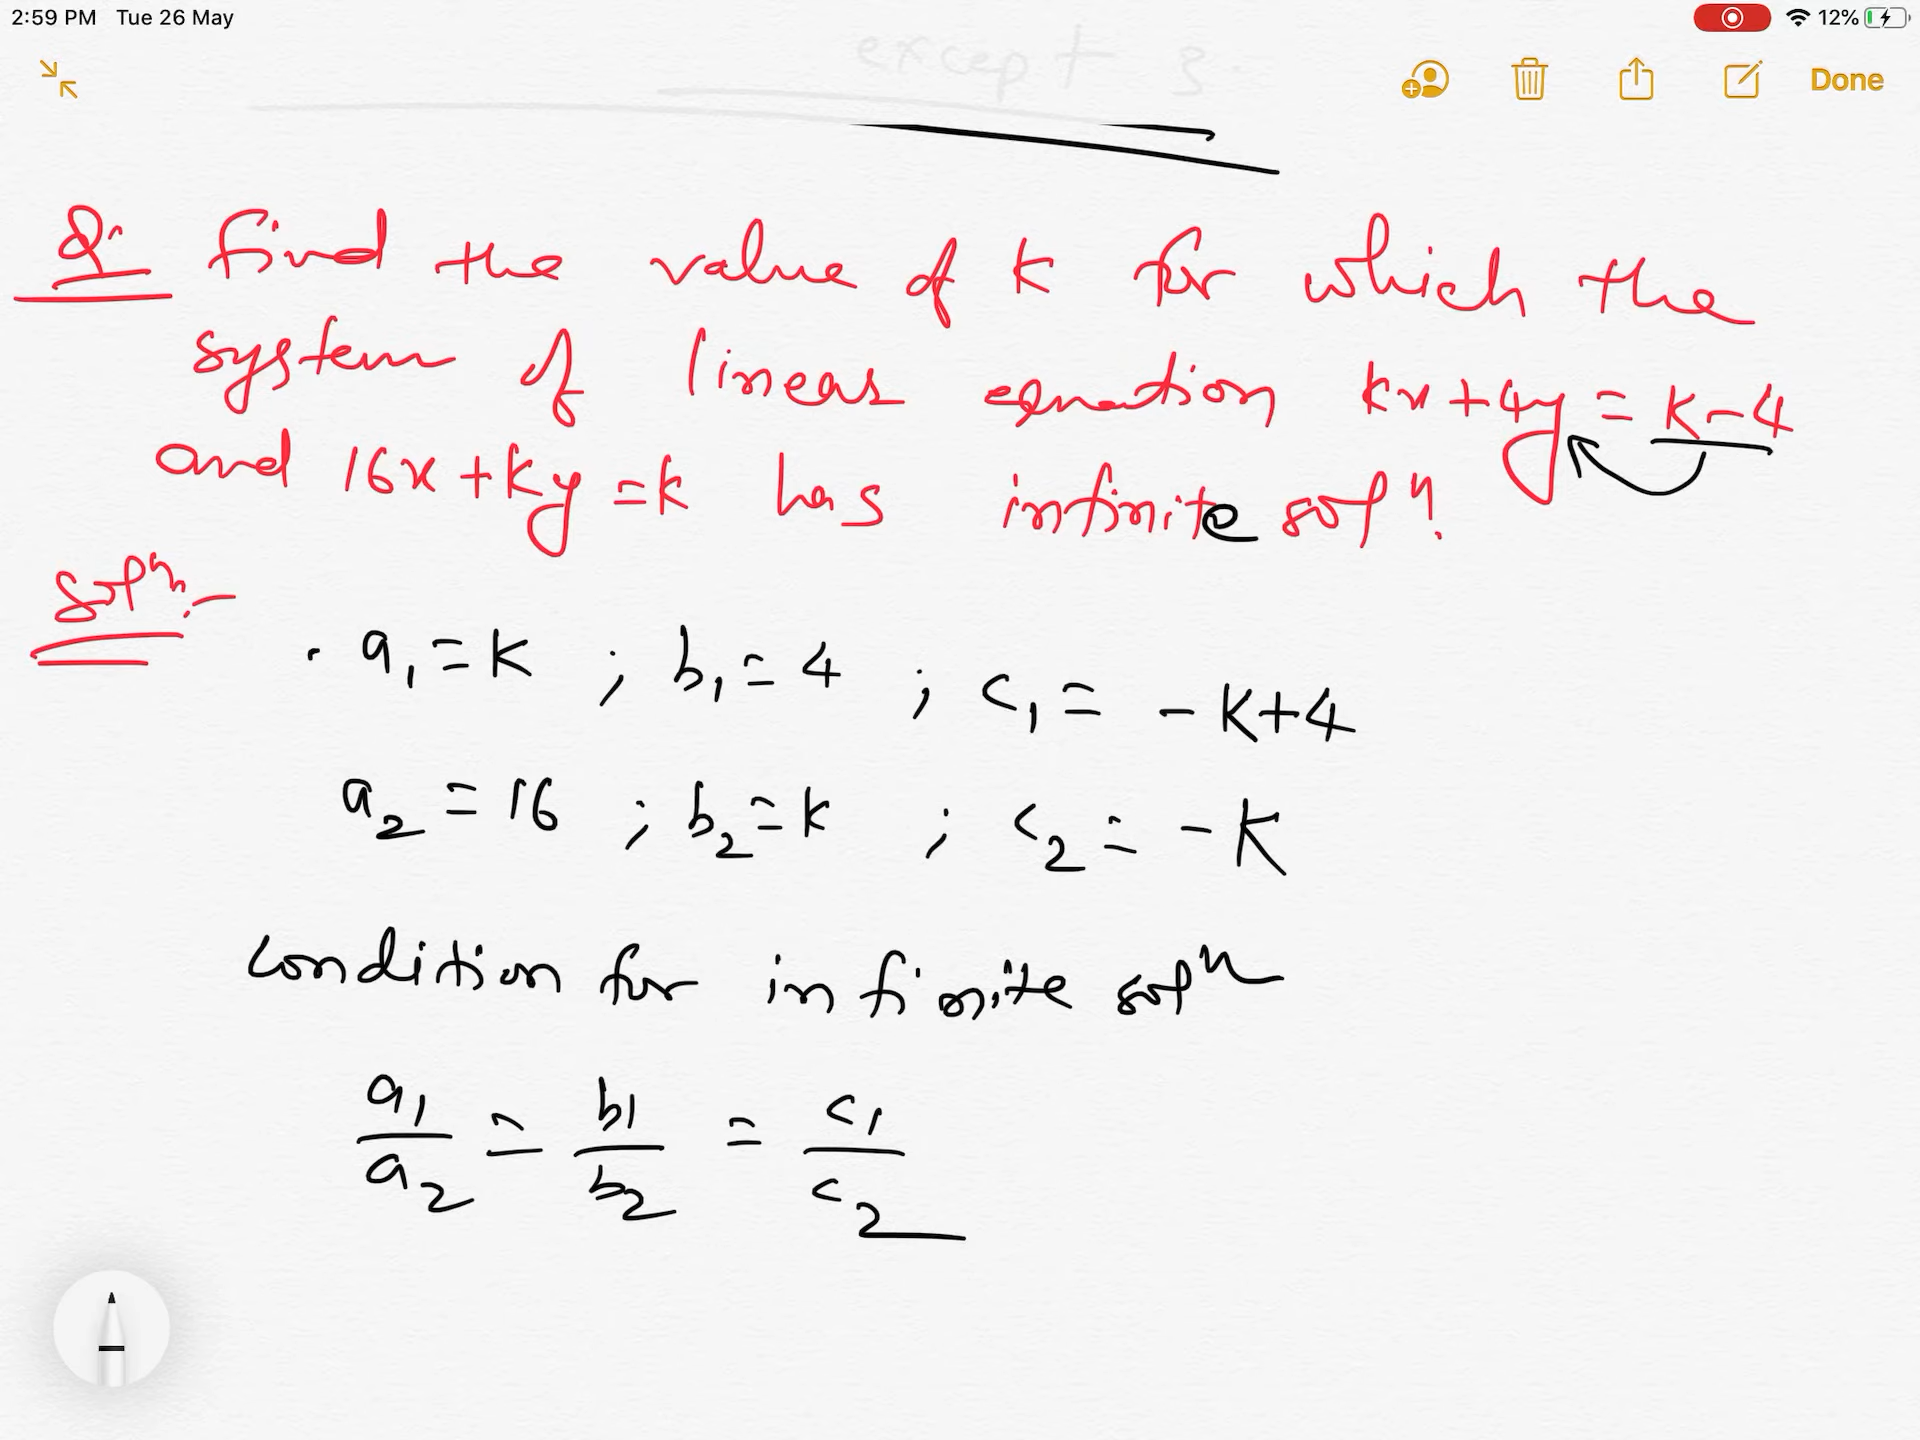 2:59 PM Tue 26 May
12%
except 3.
Done
Q:- find the value of k for which the
system of linear equation kx+4y = k-4
and 16x+ky=k has infinite solⁿ.
Solⁿ:-
. a₁=k ; b₁=4 ; c₁= -k+4
a₂=16 ; b₂=k ; c₂= -k
condition for infinite solⁿ
a₁/a₂ = b₁/b₂ = c₁/c₂